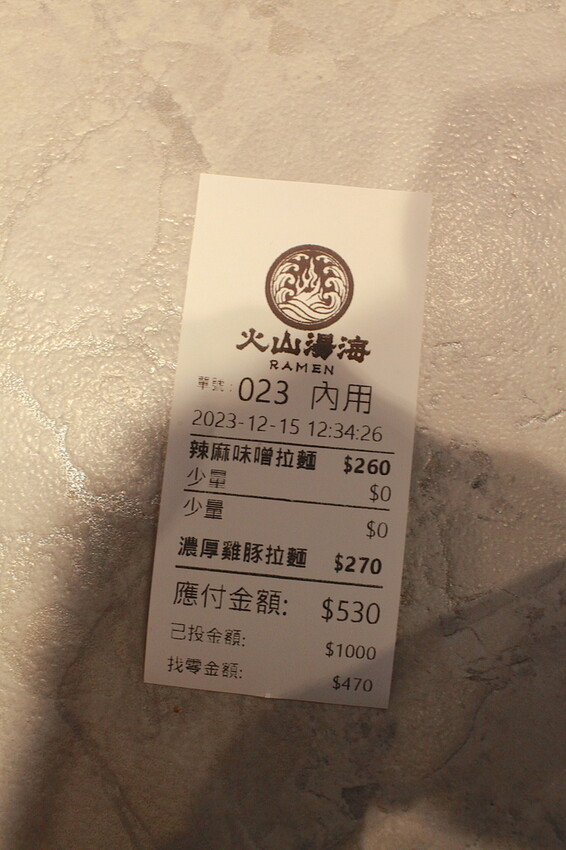 火山湯海
RAMEN
單號: 023 內用
2023-12-15 12:34:26
辣麻味噌拉麵 $260
少量 $0
少量 $0
濃厚雞豚拉麵 $270
應付金額: $530
已投金額: $1000
找零金額: $470